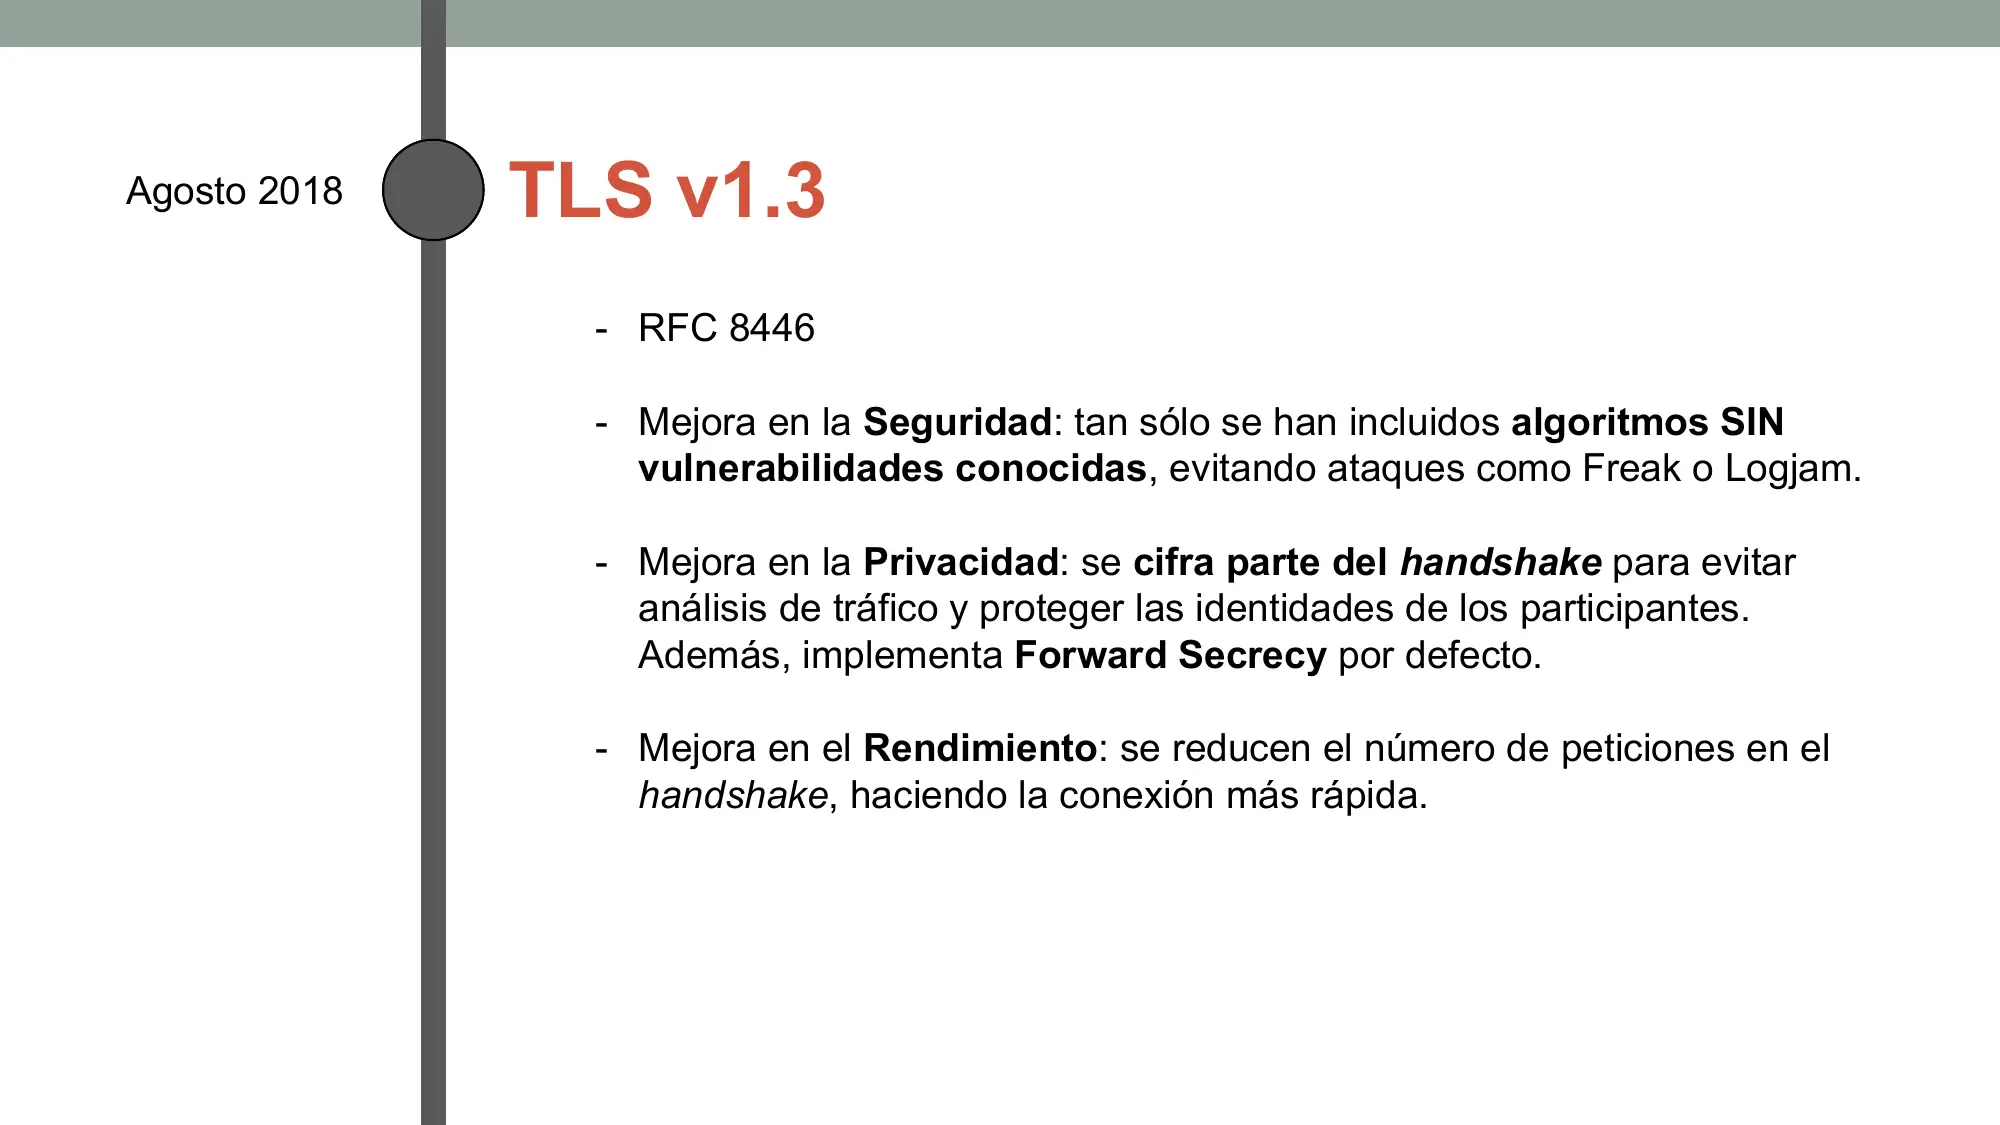 Agosto 2018
TLS v1.3
- RFC 8446
- Mejora en la Seguridad: tan sólo se han incluidos algoritmos SIN
vulnerabilidades conocidas, evitando ataques como Freak o Logjam.
- Mejora en la Privacidad: se cifra parte del handshake para evitar
análisis de tráfico y proteger las identidades de los participantes.
Además, implementa Forward Secrecy por defecto.
- Mejora en el Rendimiento: se reducen el número de peticiones en el
handshake, haciendo la conexión más rápida.